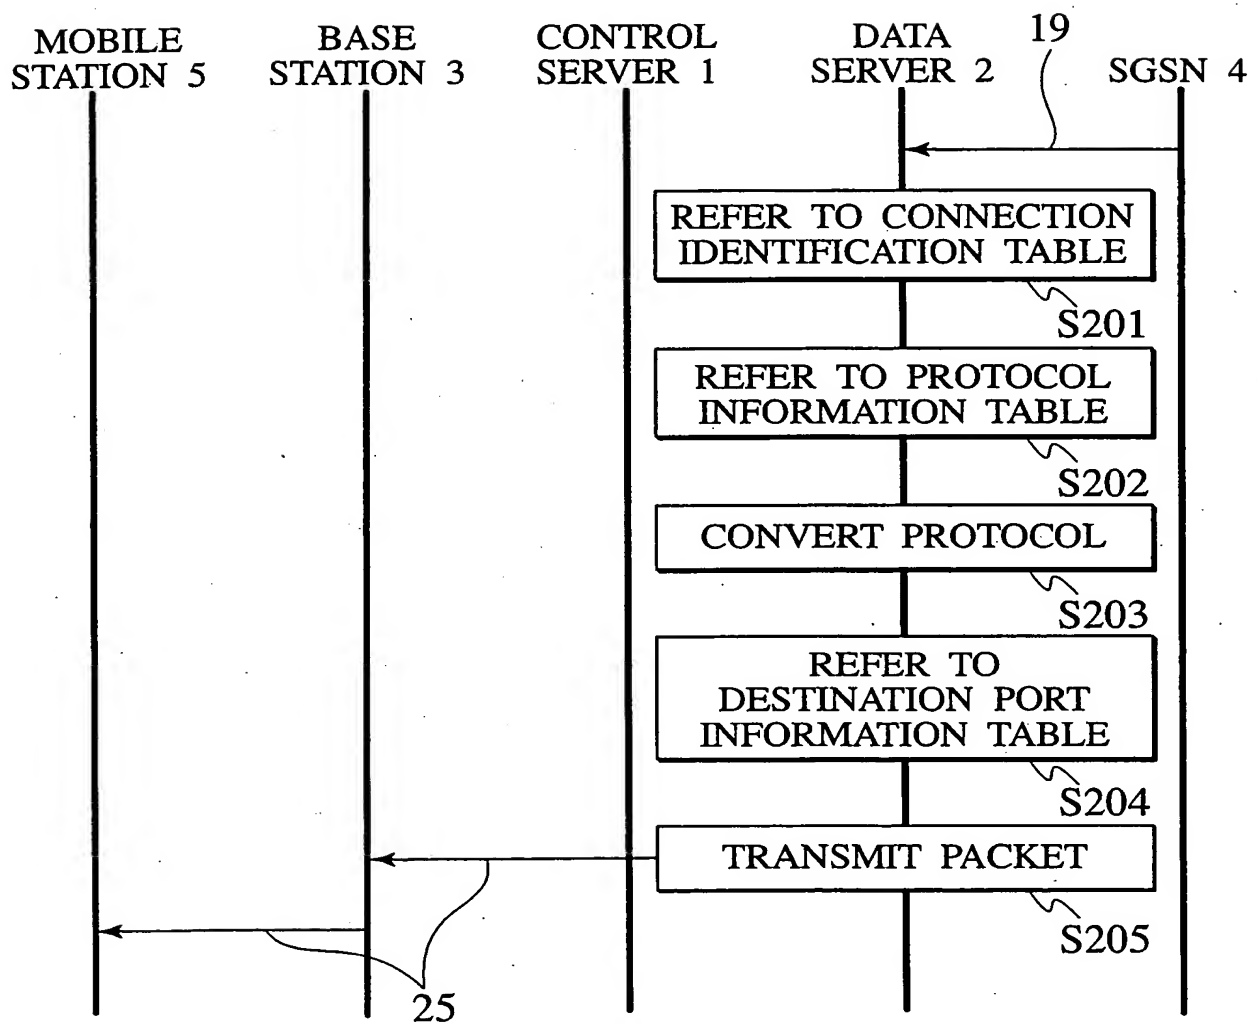 MOBILE
STATION 5
BASE
STATION 3
CONTROL
SERVER 1
DATA
SERVER 2
19
SGSN 4
REFER TO CONNECTION
IDENTIFICATION TABLE
S201
REFER TO PROTOCOL
INFORMATION TABLE
S202
CONVERT PROTOCOL
S203
REFER TO
DESTINATION PORT
INFORMATION TABLE
S204
TRANSMIT PACKET
S205
25